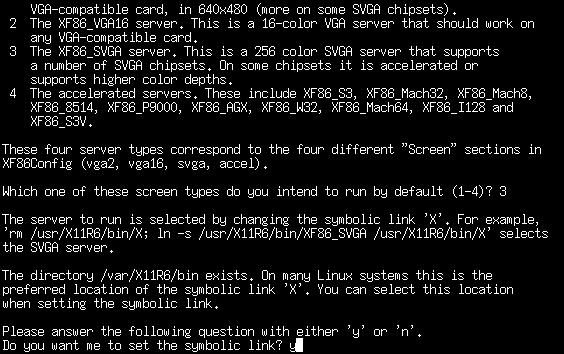 VGA-compatible card, in 640x480 (more on some SVGA chipsets).
2 The XF86_VGA16 server. This is a 16-color VGA server that should work on
any VGA-compatible card.
3 The XF86_SVGA server. This is a 256 color SVGA server that supports
a number of SVGA chipsets. On some chipsets it is accelerated or
supports higher color depths.
4 The accelerated servers. These include XF86_S3, XF86_Mach32, XF86_Mach8,
XF86_8514, XF86_P9000, XF86_AGX, XF86_W32, XF86_Mach64, XF86_I128 and
XF86_S3V.
These four server types correspond to the four different "Screen" sections in
XF86Config (vga2, vga16, svga, accel).
Which one of these screen types do you intend to run by default (1-4)? 3
The server to run is selected by changing the symbolic link 'X'. For example,
'rm /usr/X11R6/bin/X; ln -s /usr/X11R6/bin/XF86_SVGA /usr/X11R6/bin/X' selects
the SVGA server.
The directory /var/X11R6/bin exists. On many Linux systems this is the
preferred location of the symbolic link 'X'. You can select this location
when setting the symbolic link.
Please answer the following question with either 'y' or 'n'.
Do you want me to set the symbolic link? y